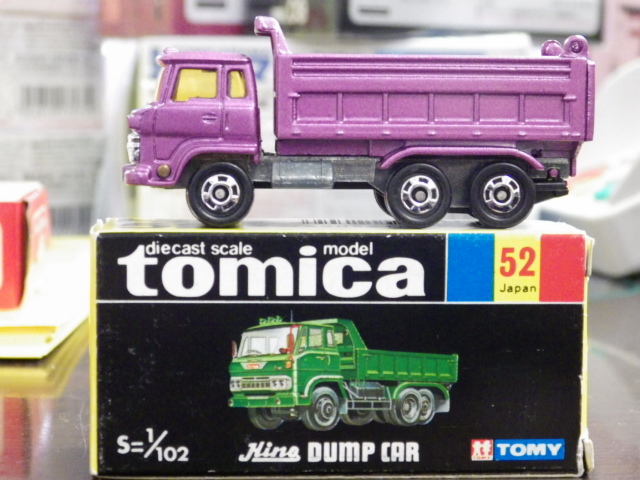 diecast scale model
tomica
52
Japan
S=1/102
Hino DUMP CAR
TOMY